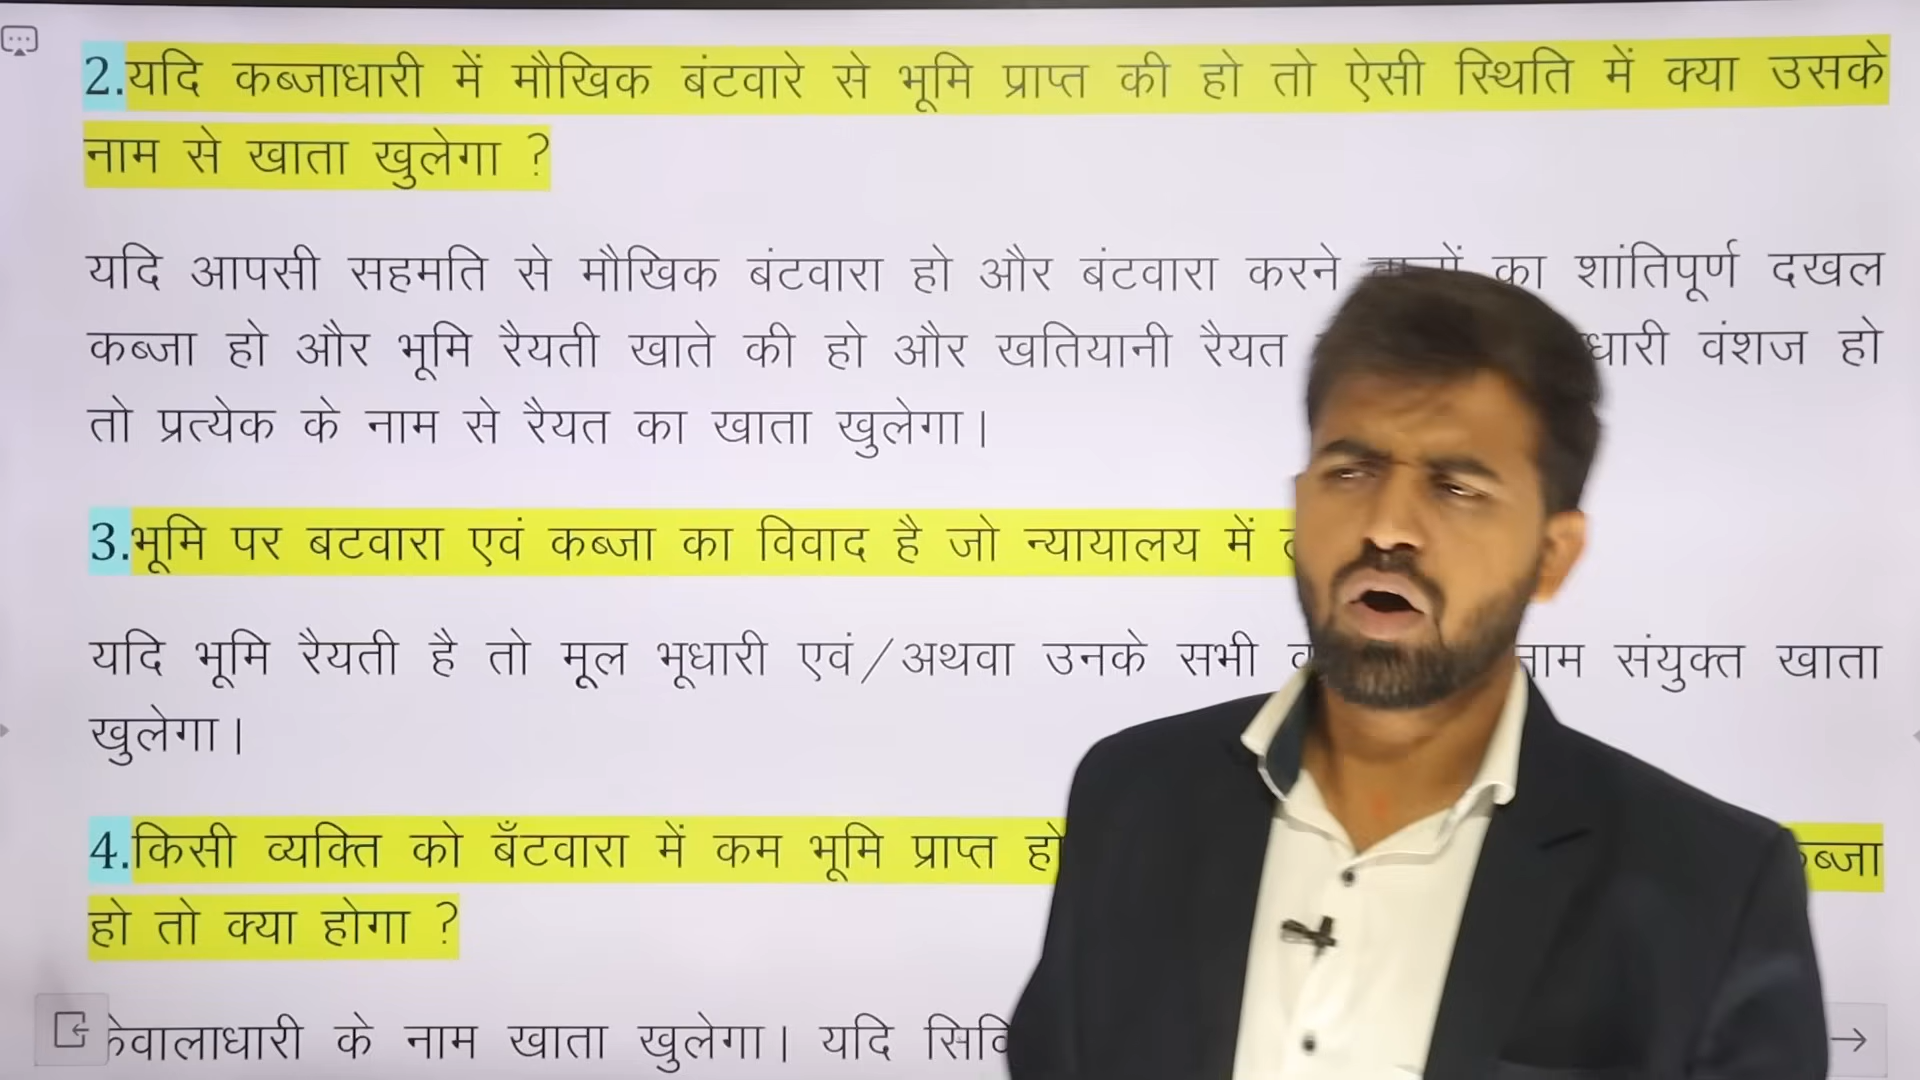 2.यदि कब्जाधारी में मौखिक बंटवारे से भूमि प्राप्त की हो तो ऐसी स्थिति में क्या उसके
नाम से खाता खुलेगा ?
यदि आपसी सहमति से मौखिक बंटवारा हो और बंटवारा करने का शांतिपूर्ण दखल
कब्जा हो और भूमि रैयती खाते की हो और खतियानी रैयत धारी वंशज हो
तो प्रत्येक के नाम से रैयत का खाता खुलेगा।
3.भूमि पर बटवारा एवं कब्जा का विवाद है जो न्यायालय में
यदि भूमि रैयती है तो मूल भूधारी एवं/अथवा उनके सभी नाम संयुक्त खाता
खुलेगा।
4.किसी व्यक्ति को बँटवारा में कम भूमि प्राप्त हो कब्जा
हो तो क्या होगा ?
केवालाधारी के नाम खाता खुलेगा। यदि